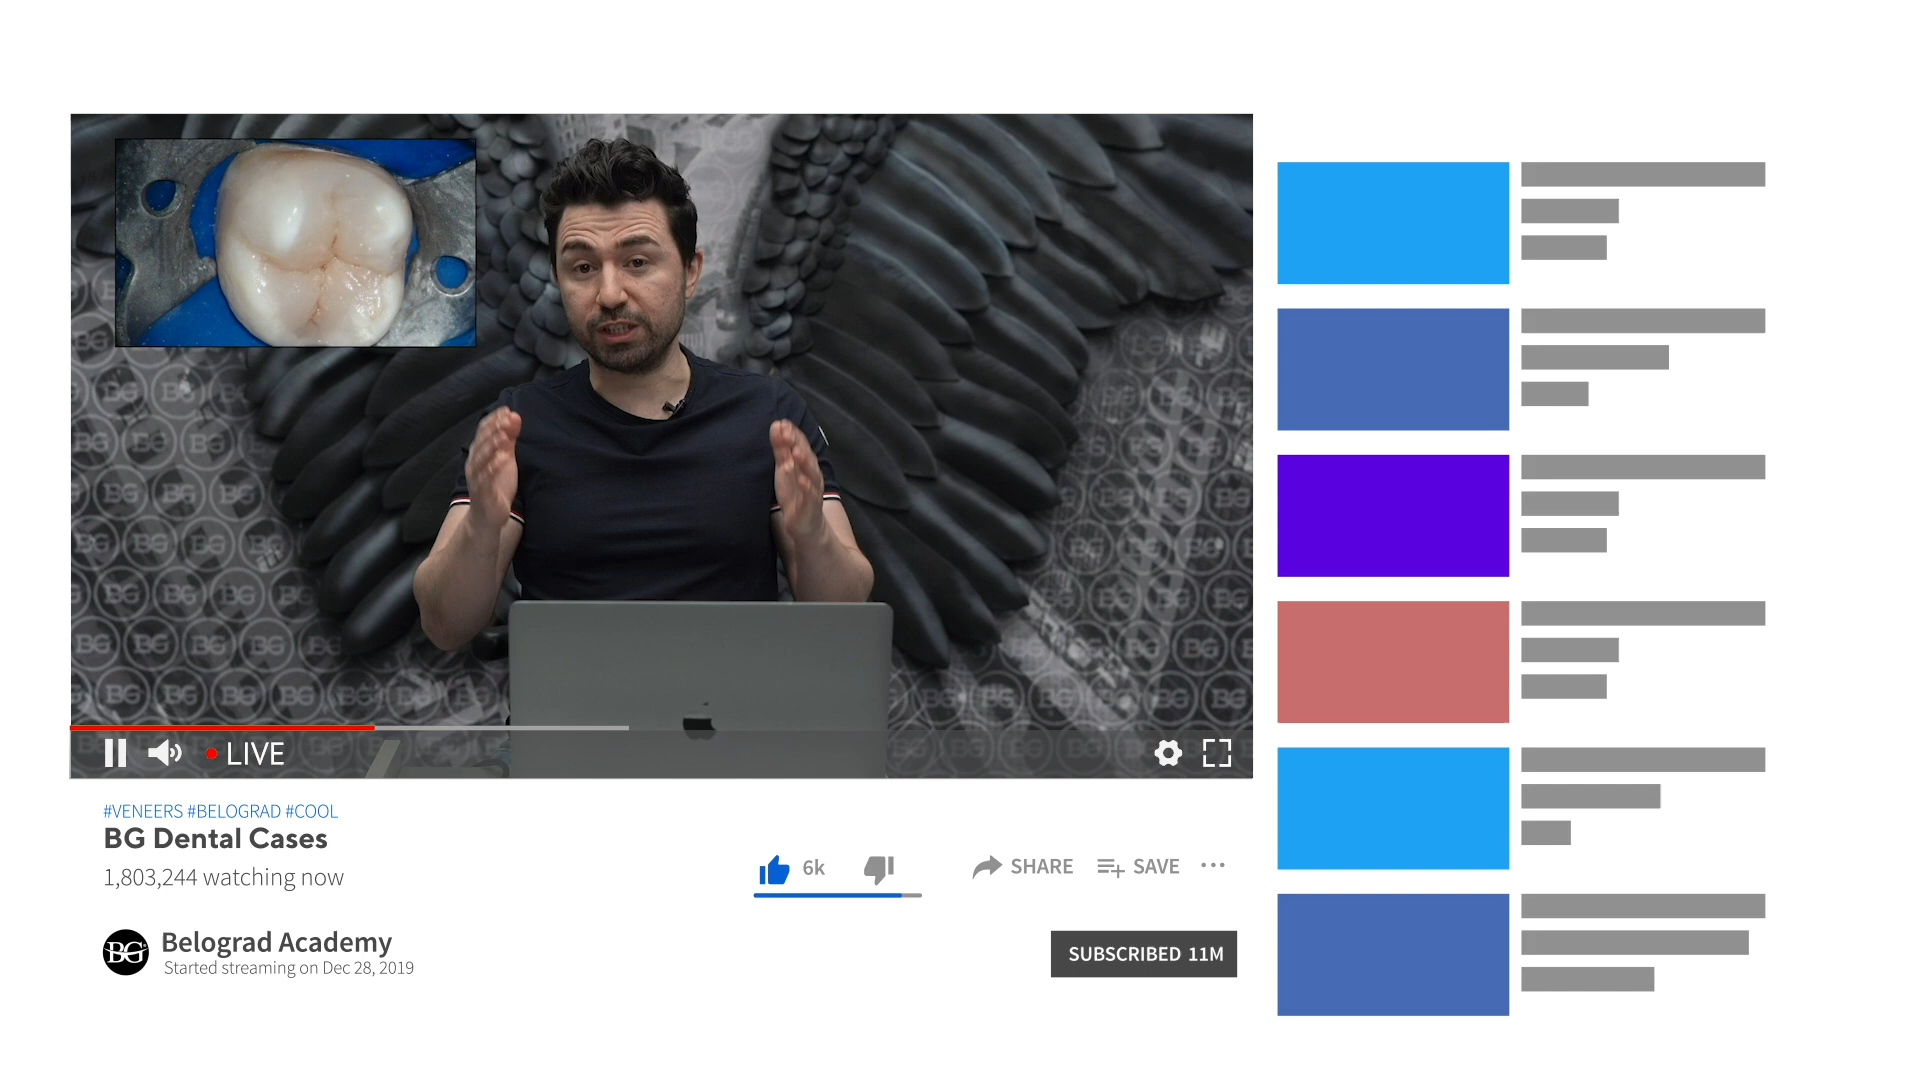 LIVE
#VENEERS #BELOGRAD #COOL
BG Dental Cases
1,803,244 watching now
6k
SHARE
SAVE
BG
Belograd Academy
Started streaming on Dec 28, 2019
SUBSCRIBED 11M